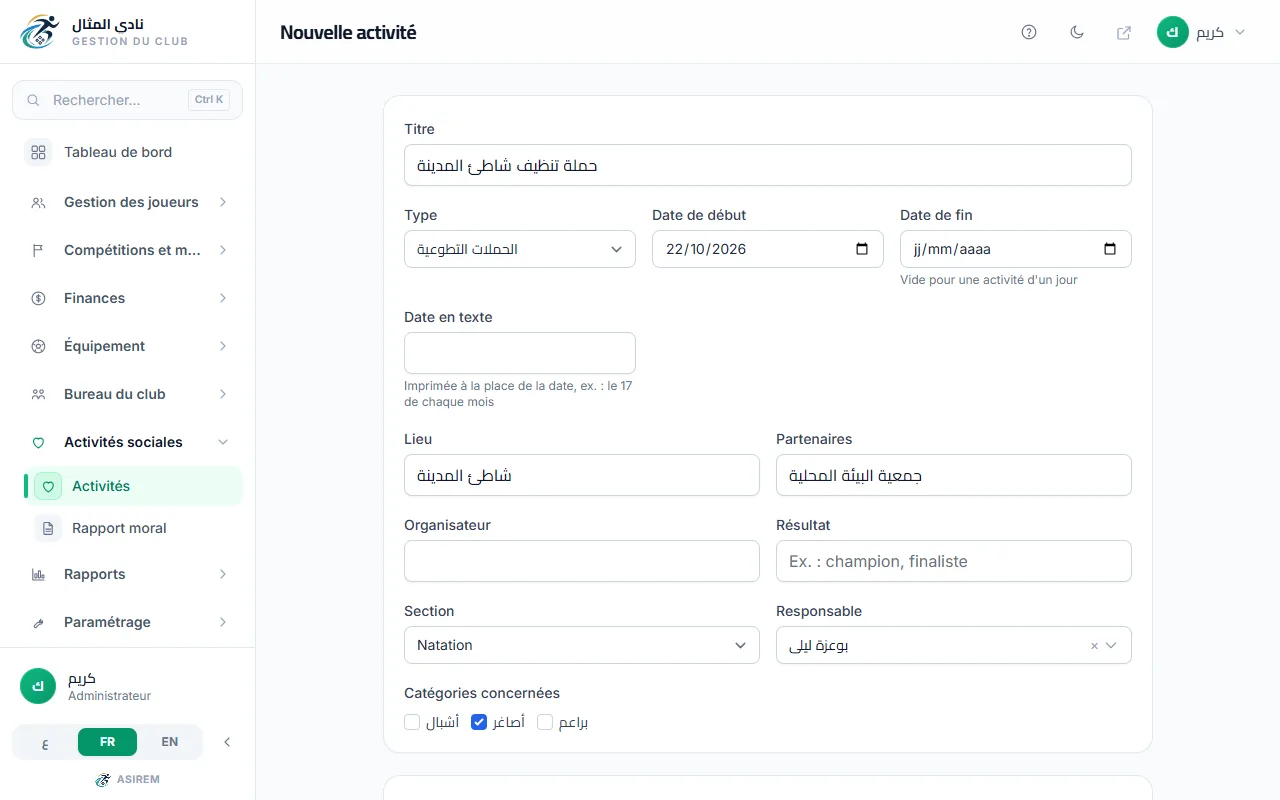 نادي المثال
GESTION DU CLUB
Nouvelle activité
ك
كريم
Rechercher...
Ctrl K
Tableau de bord
Gestion des joueurs
Compétitions et m...
Finances
Équipement
Bureau du club
Activités sociales
Activités
Rapport moral
Rapports
Paramétrage
ك
كريم
Administrateur
ع
FR
EN
ASIREM
Titre
حملة تنظيف شاطئ المدينة
Type
Date de début
Date de fin
الحملات التطوعية
22/10/2026
jj/mm/aaaa
Vide pour une activité d'un jour
Date en texte
Imprimée à la place de la date, ex. : le 17
de chaque mois
Lieu
Partenaires
شاطئ المدينة
جمعية البيئة المحلية
Organisateur
Résultat
Ex. : champion, finaliste
Section
Responsable
Natation
بوعزة ليلى
Catégories concernées
أشبال
أصاغر
براعم